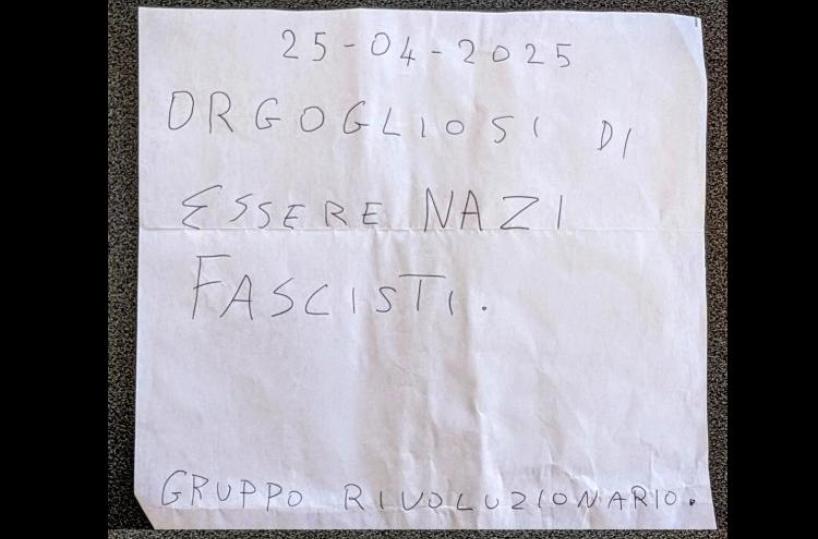 25-04-2025
ORGOGLIOSI DI
ESSERE NAZI
FASCISTI.
GRUPPO RIVOLUZIONARIO.